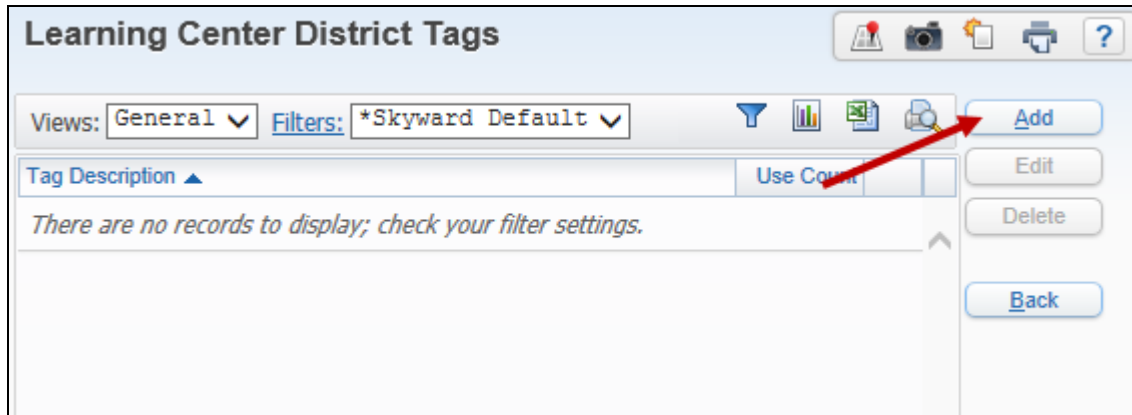 Learning Center District Tags
?
Views: General Filters: *Skyward Default
Add
Tag Description Use Count
Edit
There are no records to display; check your filter settings.
Delete
Back